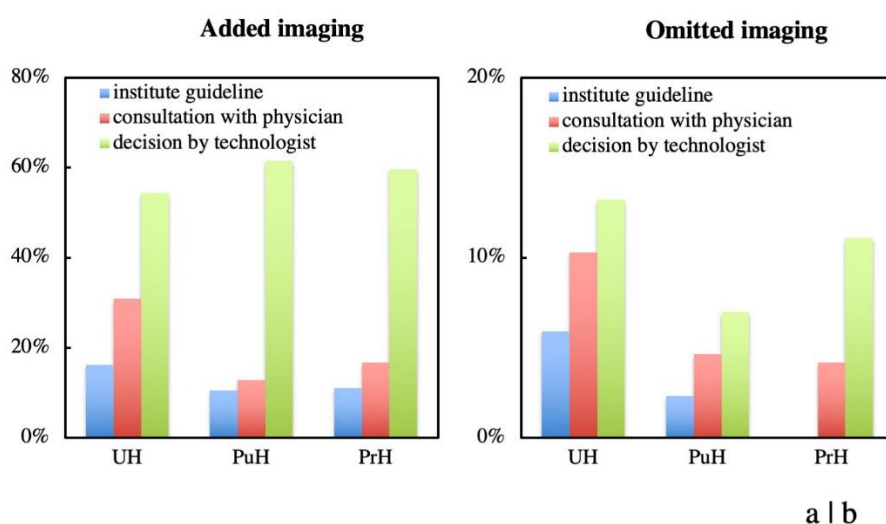 Added imaging
80%
60%
40%
20%
0%
institute guideline
consultation with physician
decision by technologist
UH
PuH
PrH
Omitted imaging
20%
10%
0%
institute guideline
consultation with physician
decision by technologist
UH
PuH
PrH
a | b